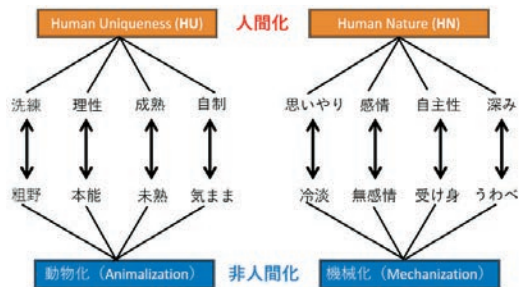 Human Uniqueness (HU) 人間化 Human Nature (HN)
洗練 理性 成熟 自制 思いやり 感情 自主性 深み
粗野 本能 未熟 気まま 冷淡 無感情 受け身 うわべ
動物化（Animalization） 非人間化 機械化（Mechanization）